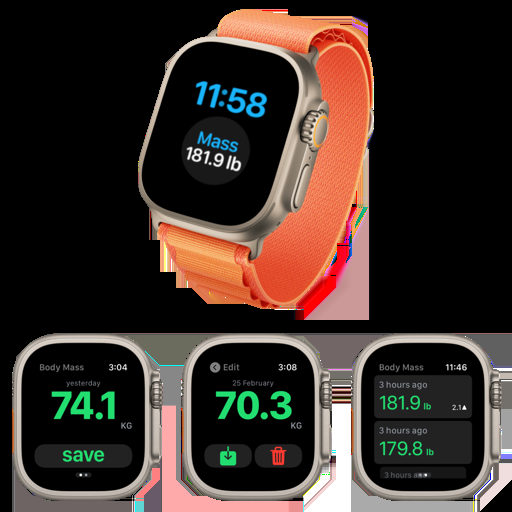 11:58
Mass
181.9 lb
Body Mass 3:04
yesterday
74.1
KG
save
Edit 3:08
25 February
70.3
KG
Body Mass 11:46
3 hours ago
181.9 lb 2.1▲
3 hours ago
179.8 lb
3 hours ago